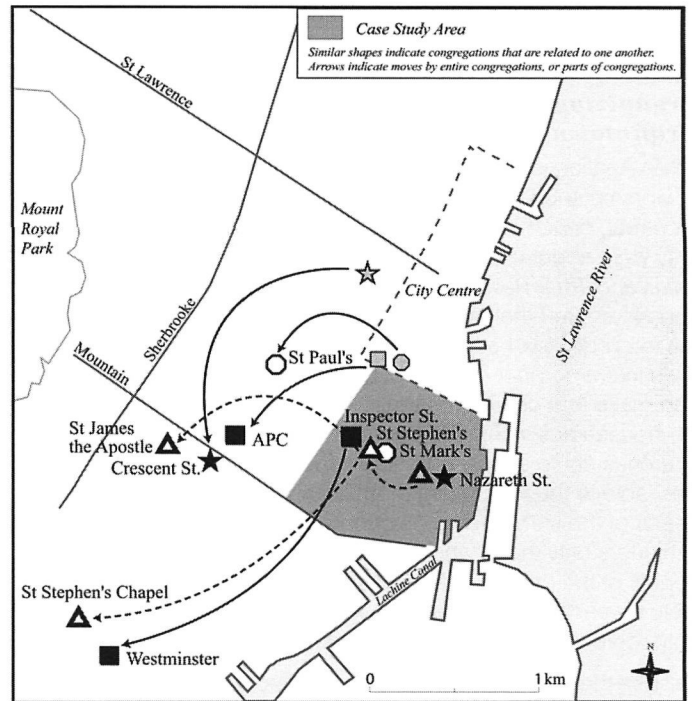 Case Study Area
Similar shapes indicate congregations that are related to one another.
Arrows indicate moves by entire congregations, or parts of congregations.
St Lawrence
Mount
Royal
Park
Sherbrooke
City Centre
St Lawrence River
Mountain
St Paul's
St James
the Apostle
APC
Crescent St.
Inspector St.
St Stephen's
St Mark's
Nazareth St.
Lachine Canal
St Stephen's Chapel
Westminster
0 1 km
N